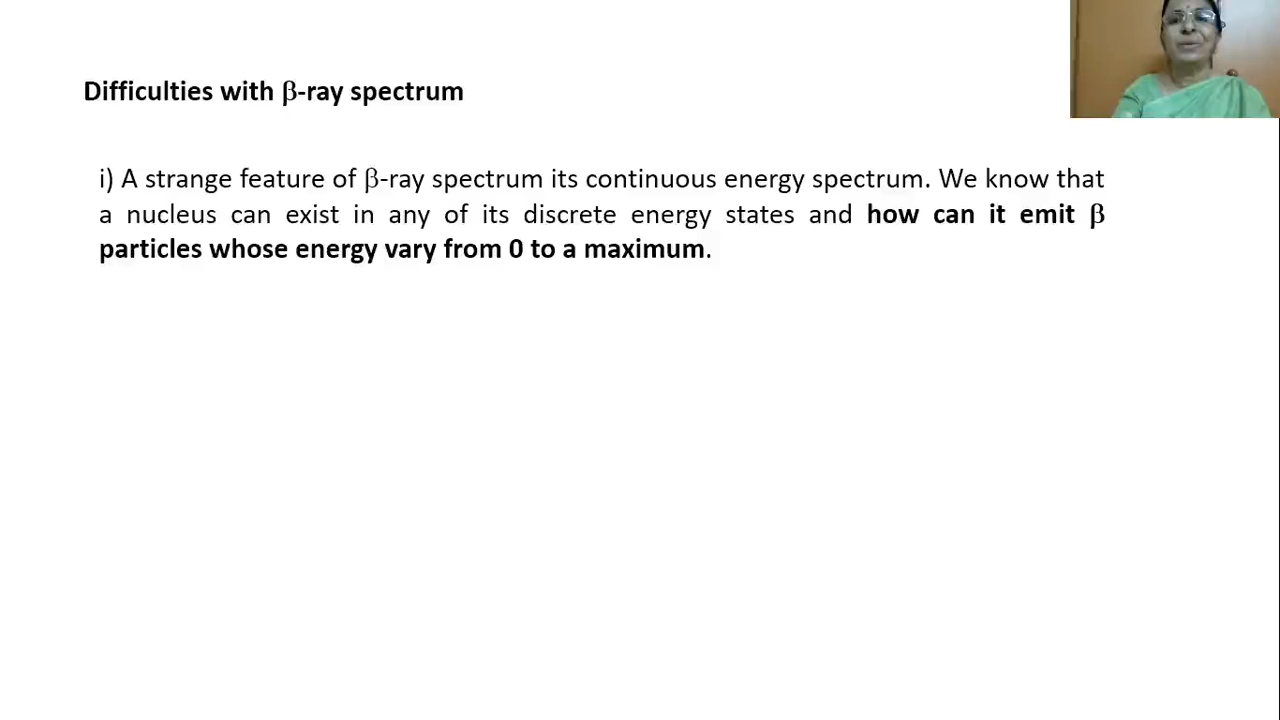 Difficulties with β-ray spectrum
i) A strange feature of β-ray spectrum its continuous energy spectrum. We know that
a nucleus can exist in any of its discrete energy states and how can it emit β
particles whose energy vary from 0 to a maximum.